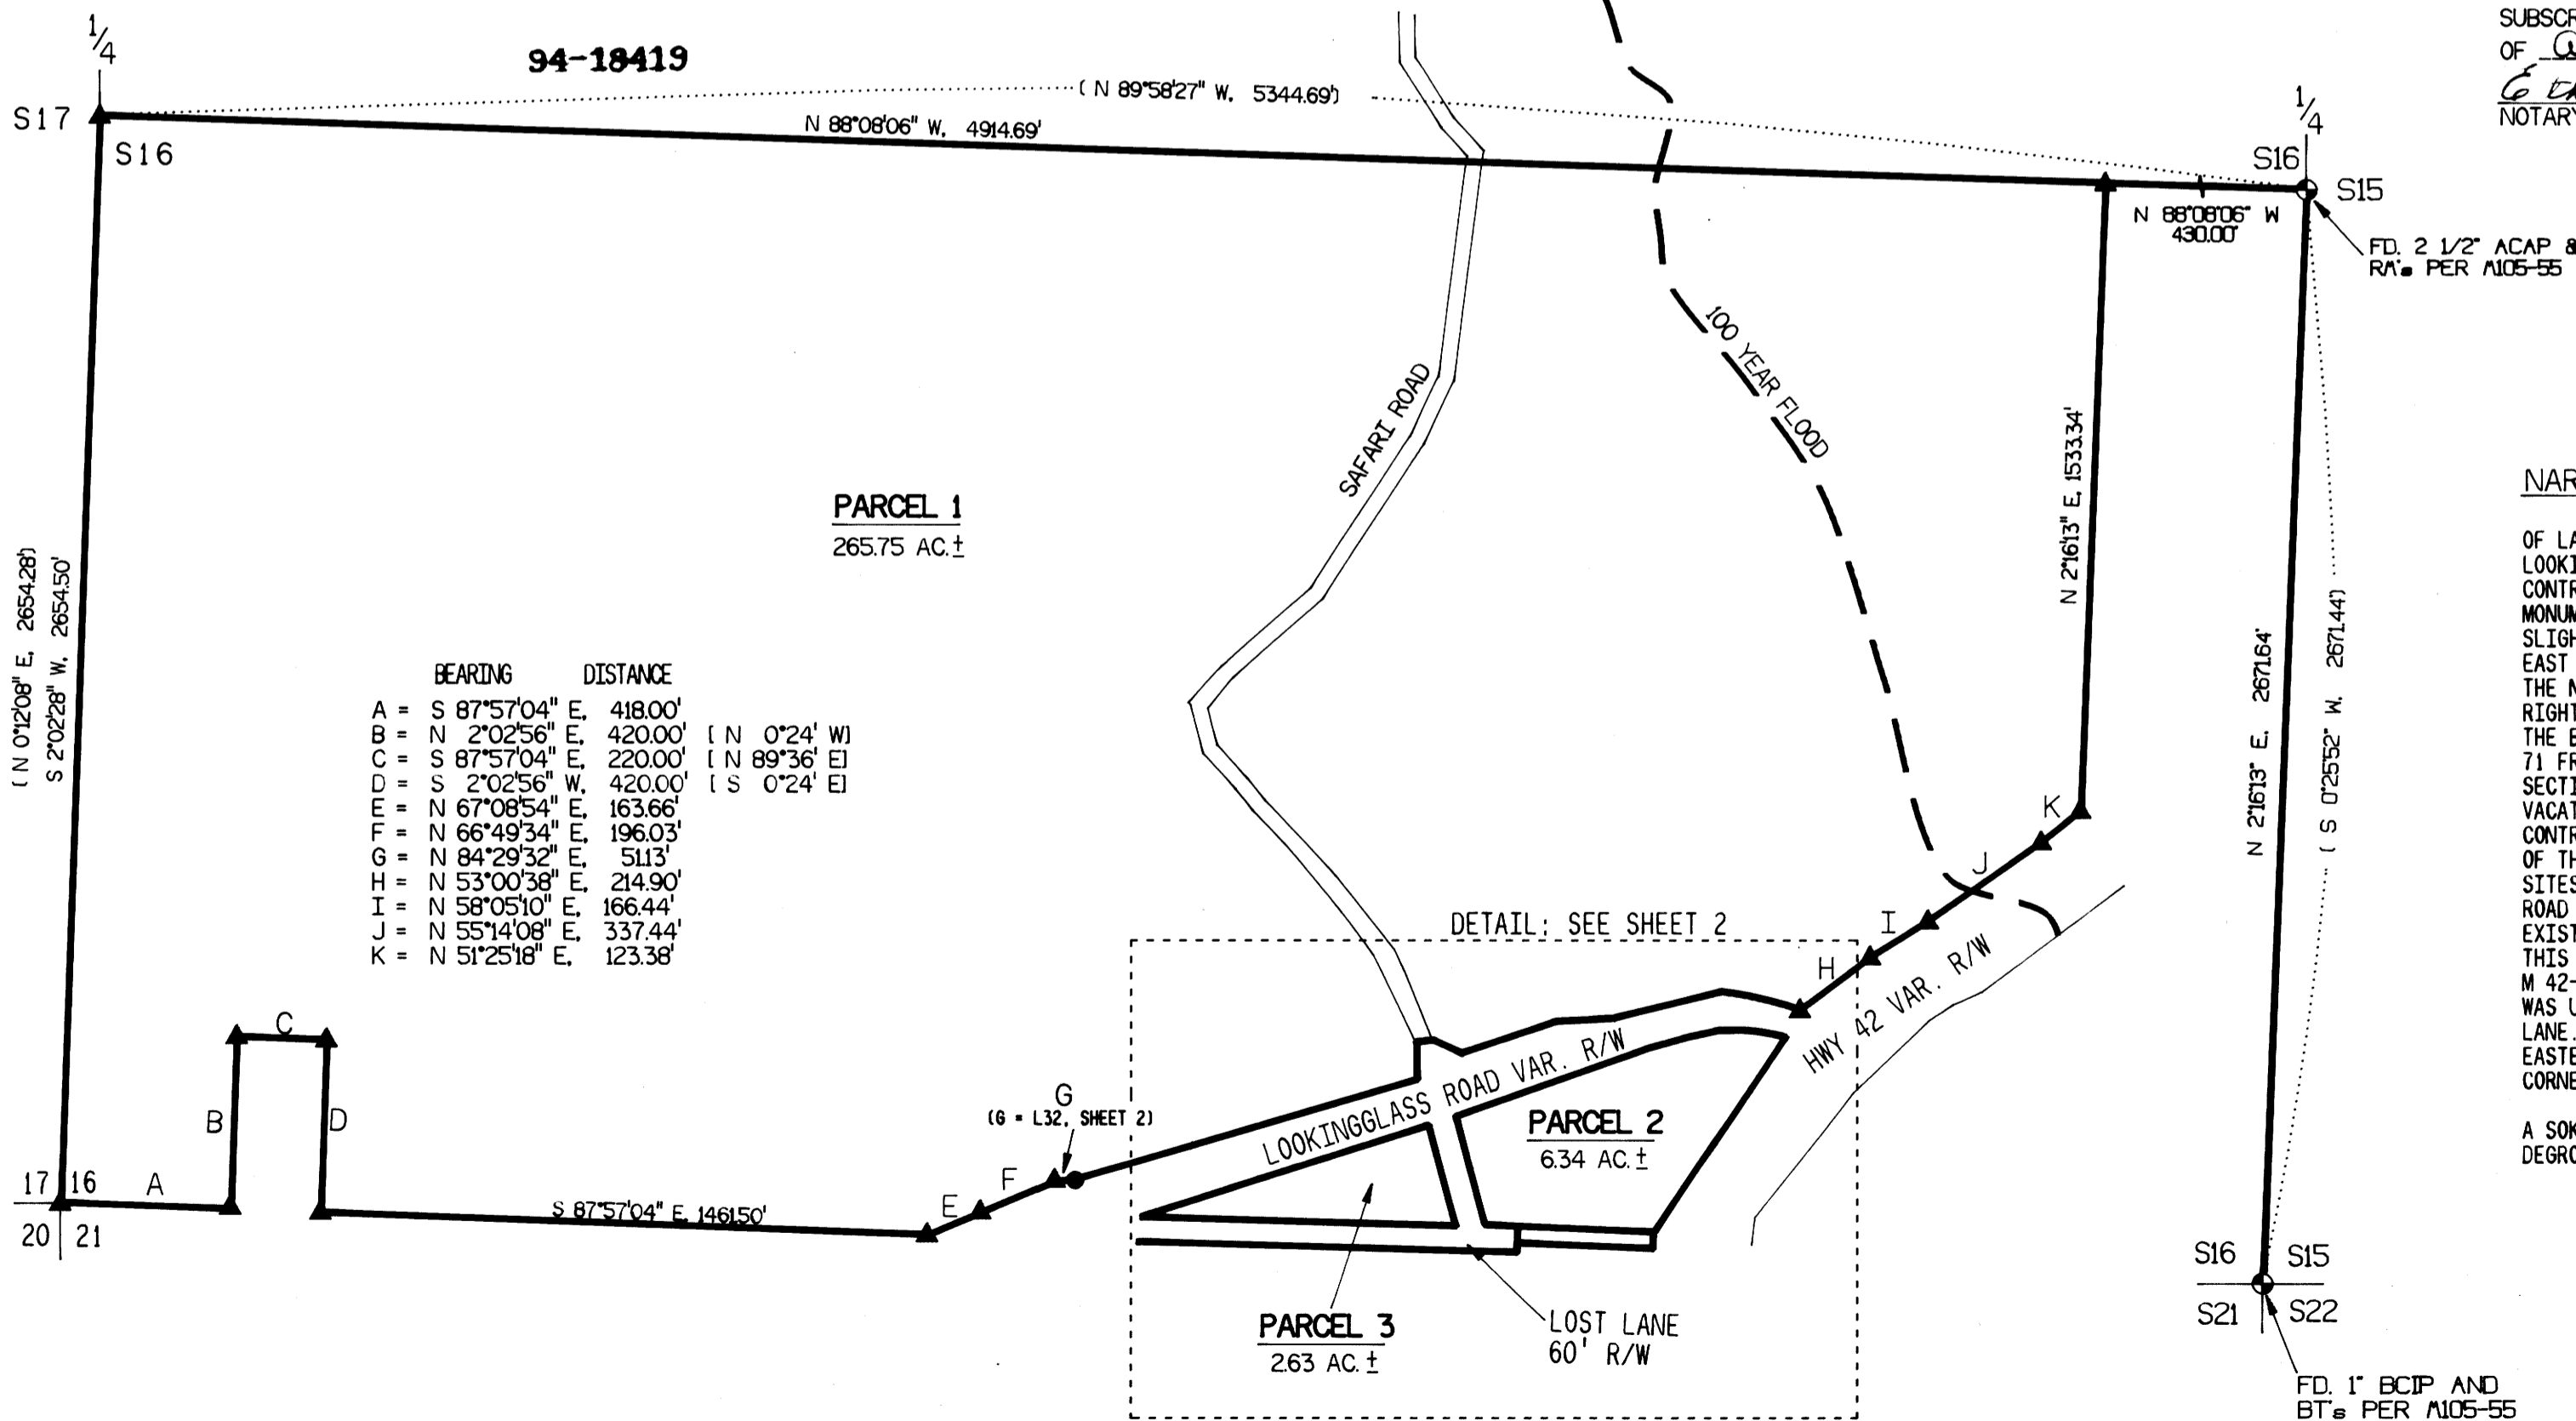 94-18419
1/4
S17
S16
( N 89°58'27" W, 5344.69')
N 88°08'06" W, 4914.69'
SUBSCR
OF
NOTARY
1/4
S16
S15
N 88°08'06" W
430.00'
FD. 2 1/2" ACAP &
RM's PER M105-55
100 YEAR FLOOD
SAFARI ROAD
N 2°16'13" E, 1533.34'
PARCEL 1
265.75 AC.±
( N 0°12'08" E, 2654.28')
S 2°02'28" W, 2654.50'
N 2°16'13" E, 2671.64'
( S 0°25'52" W, 2671.44')
BEARING DISTANCE
A = S 87°57'04" E, 418.00'
B = N 2°02'56" E, 420.00' [ N 0°24' W]
C = S 87°57'04" E, 220.00' [ N 89°36' E]
D = S 2°02'56" W, 420.00' [ S 0°24' E]
E = N 67°08'54" E, 163.66'
F = N 66°49'34" E, 196.03'
G = N 84°29'32" E, 51.13'
H = N 53°00'38" E, 214.90'
I = N 58°05'10" E, 166.44'
J = N 55°14'08" E, 337.44'
K = N 51°25'18" E, 123.38'
NAR
OF LA
LOOKI
CONTR
MONUM
SLIGH
EAST
THE N
RIGHT
THE E
71 FR
SECTI
VACAT
CONTR
OF TH
SITES
ROAD
EXIST
THIS
M 42-
WAS U
LANE.
EASTE
CORNE
A SOK
DEGRO
K
J
I
H
DETAIL: SEE SHEET 2
HWY 42 VAR. R/W
C
B
D
G
(G = L32, SHEET 2)
LOOKINGGLASS ROAD VAR. R/W
PARCEL 2
6.34 AC.±
17 16
A
F
E
S 87°57'04" E, 1461.50'
20 21
PARCEL 3
2.63 AC.±
LOST LANE
60' R/W
S16 S15
S21 S22
FD. 1" BCIP AND
BT's PER M105-55